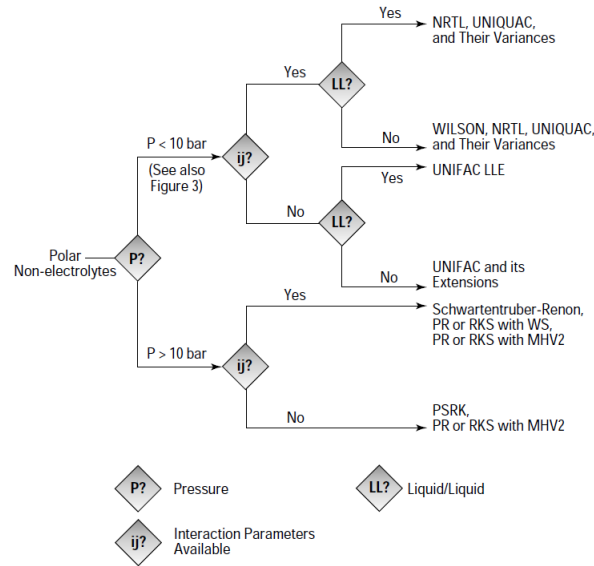 Yes
NRTL, UNIQUAC,
and Their Variances
Yes
LL?
P < 10 bar
No
WILSON, NRTL, UNIQUAC,
and Their Variances
(See also
Figure 3)
ij?
Yes
UNIFAC LLE
No
LL?
Polar
Non-electrolytes
P?
No
UNIFAC and its
Extensions
Yes
Schwartentruber-Renon,
PR or RKS with WS,
PR or RKS with MHV2
P > 10 bar
ij?
No
PSRK,
PR or RKS with MHV2
P?
Pressure
LL?
Liquid/Liquid
ij?
Interaction Parameters
Available